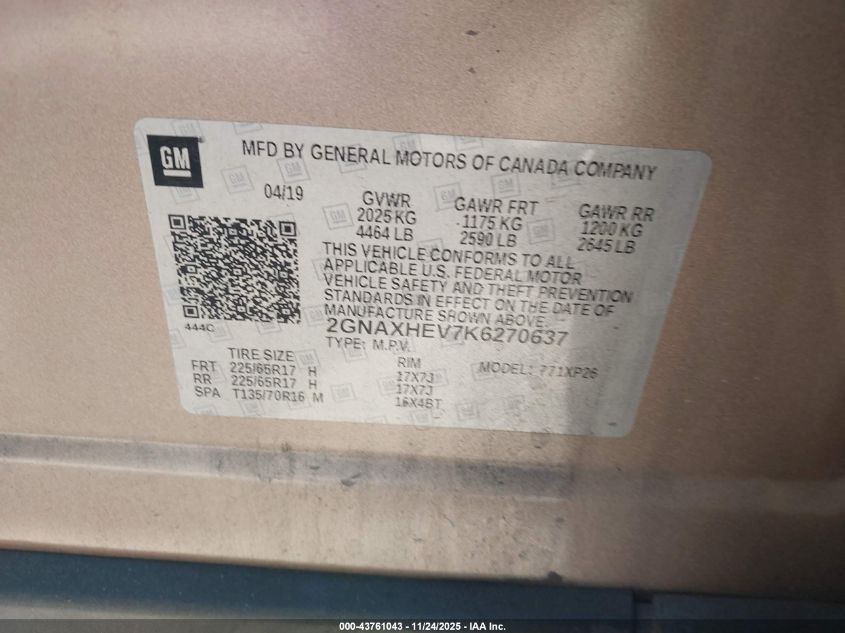 GM
MFD BY GENERAL MOTORS OF CANADA COMPANY
04/19
GVWR GAWR FRT GAWR RR
2025 KG 1175 KG 1200 KG
4464 LB 2590 LB 2645 LB
THIS VEHICLE CONFORMS TO ALL
APPLICABLE U.S. FEDERAL MOTOR
VEHICLE SAFETY AND THEFT PREVENTION
STANDARDS IN EFFECT ON THE DATE OF
MANUFACTURE SHOWN ABOVE.
444C
2GNAXHEV7K6270637
TYPE: M.P.V.
TIRE SIZE RIM MODEL: 771XP26
FRT 225/65R17 H 17X7J
RR 225/65R17 H 17X7J
SPA T135/70R16 M 16X4BT
000-43761043 - 11/24/2025 - IAA Inc.